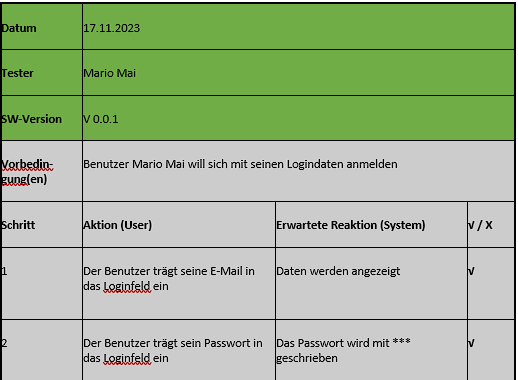 Datum 17.11.2023
Tester Mario Mai
SW-Version V 0.0.1
Vorbedin-
gung(en) Benutzer Mario Mai will sich mit seinen Logindaten anmelden
Schritt Aktion (User) Erwartete Reaktion (System) √ / X
1 Der Benutzer trägt seine E-Mail in Daten werden angezeigt √
das Loginfeld ein
2 Der Benutzer trägt sein Passwort in Das Passwort wird mit *** √
das Loginfeld ein geschrieben